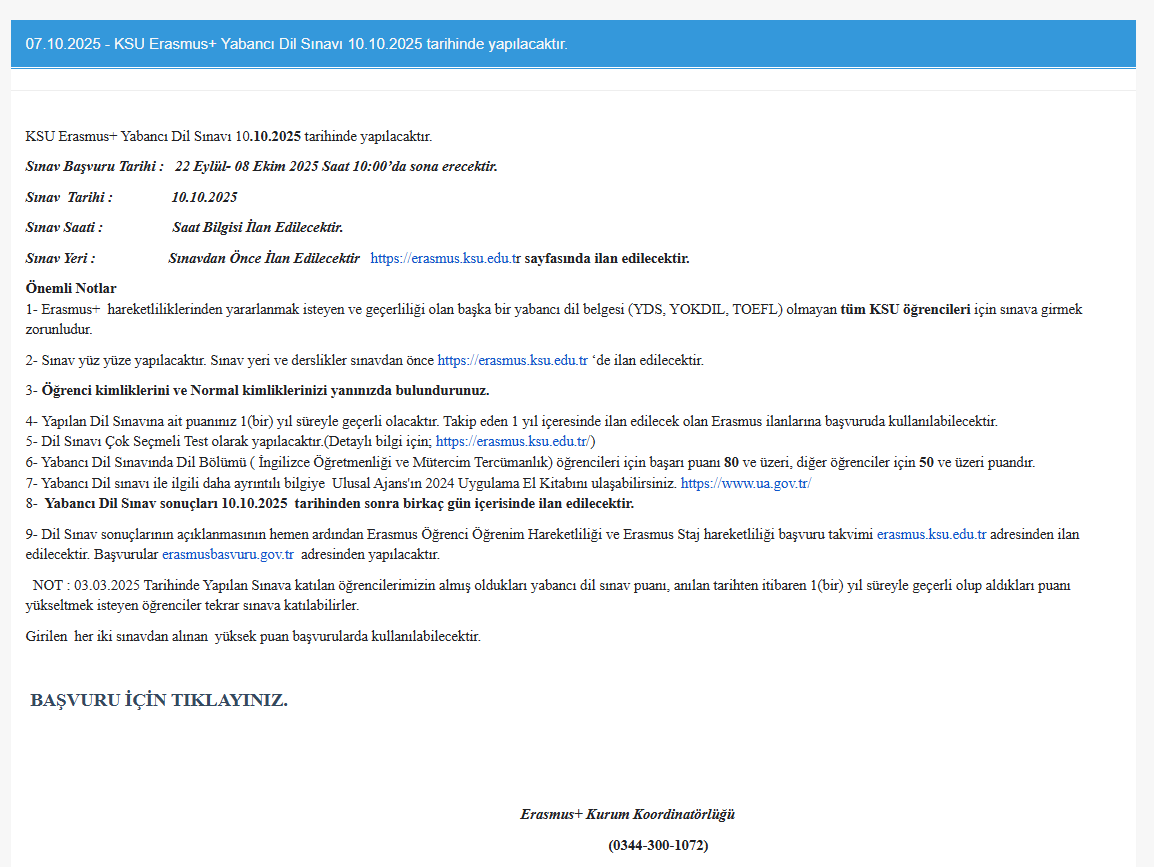 07.10.2025 - KSU Erasmus+ Yabancı Dil Sınavı 10.10.2025 tarihinde yapılacaktır.
KSU Erasmus+ Yabancı Dil Sınavı 10.10.2025 tarihinde yapılacaktır.
Sınav Başvuru Tarihi : 22 Eylül- 08 Ekim 2025 Saat 10:00’da sona erecektir.
Sınav Tarihi : 10.10.2025
Sınav Saati : Saat Bilgisi İlan Edilecektir.
Sınav Yeri : Sınavdan Önce İlan Edilecektir https://erasmus.ksu.edu.tr sayfasında ilan edilecektir.
Önemli Notlar
1- Erasmus+ hareketliliklerinden yararlanmak isteyen ve geçerliliği olan başka bir yabancı dil belgesi (YDS, YOKDIL, TOEFL) olmayan tüm KSU öğrencileri için sınava girmek
zorunludur.
2- Sınav yüz yüze yapılacaktır. Sınav yeri ve derslikler sınavdan önce https://erasmus.ksu.edu.tr ‘de ilan edilecektir.
3- Öğrenci kimliklerini ve Normal kimliklerinizi yanınızda bulundurunuz.
4- Yapılan Dil Sınavına ait puanınız 1(bir) yıl süreyle geçerli olacaktır. Takip eden 1 yıl içeresinde ilan edilecek olan Erasmus ilanlarına başvuruda kullanılabilecektir.
5- Dil Sınavı Çok Seçmeli Test olarak yapılacaktır.(Detaylı bilgi için; https://erasmus.ksu.edu.tr/)
6- Yabancı Dil Sınavında Dil Bölümü ( İngilizce Öğretmenliği ve Mütercim Tercümanlık) öğrencileri için başarı puanı 80 ve üzeri, diğer öğrenciler için 50 ve üzeri puandır.
7- Yabancı Dil sınavı ile ilgili daha ayrıntılı bilgiye Ulusal Ajans'ın 2024 Uygulama El Kitabını ulaşabilirsiniz. https://www.ua.gov.tr/
8- Yabancı Dil Sınav sonuçları 10.10.2025 tarihinden sonra birkaç gün içerisinde ilan edilecektir.
9- Dil Sınav sonuçlarının açıklanmasının hemen ardından Erasmus Öğrenci Öğrenim Hareketliliği ve Erasmus Staj hareketliliği başvuru takvimi erasmus.ksu.edu.tr adresinden ilan
edilecektir. Başvurular erasmusbasvuru.gov.tr adresinden yapılacaktır.
NOT : 03.03.2025 Tarihinde Yapılan Sınava katılan öğrencilerimizin almış oldukları yabancı dil sınav puanı, anılan tarihten itibaren 1(bir) yıl süreyle geçerli olup aldıkları puanı
yükseltmek isteyen öğrenciler tekrar sınava katılabilirler.
Girilen her iki sınavdan alınan yüksek puan başvurularda kullanılabilecektir.
BAŞVURU İÇİN TIKLAYINIZ.
Erasmus+ Kurum Koordinatörlüğü
(0344-300-1072)